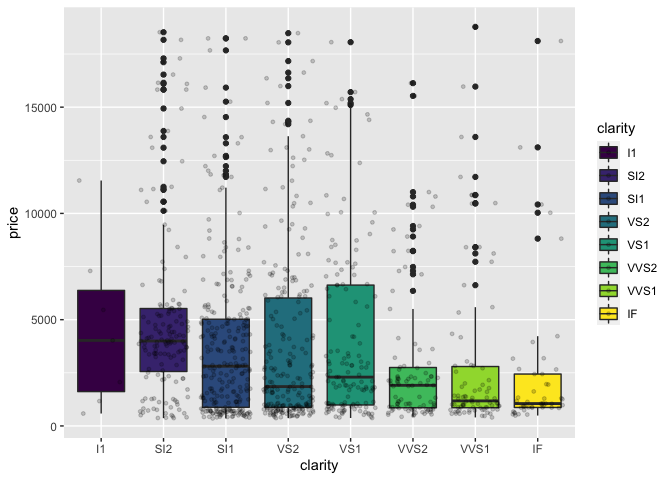 15000
10000
5000
0
price
I1 SI2 SI1 VS2 VS1 VVS2 VVS1 IF
clarity
clarity
I1
SI2
SI1
VS2
VS1
VVS2
VVS1
IF